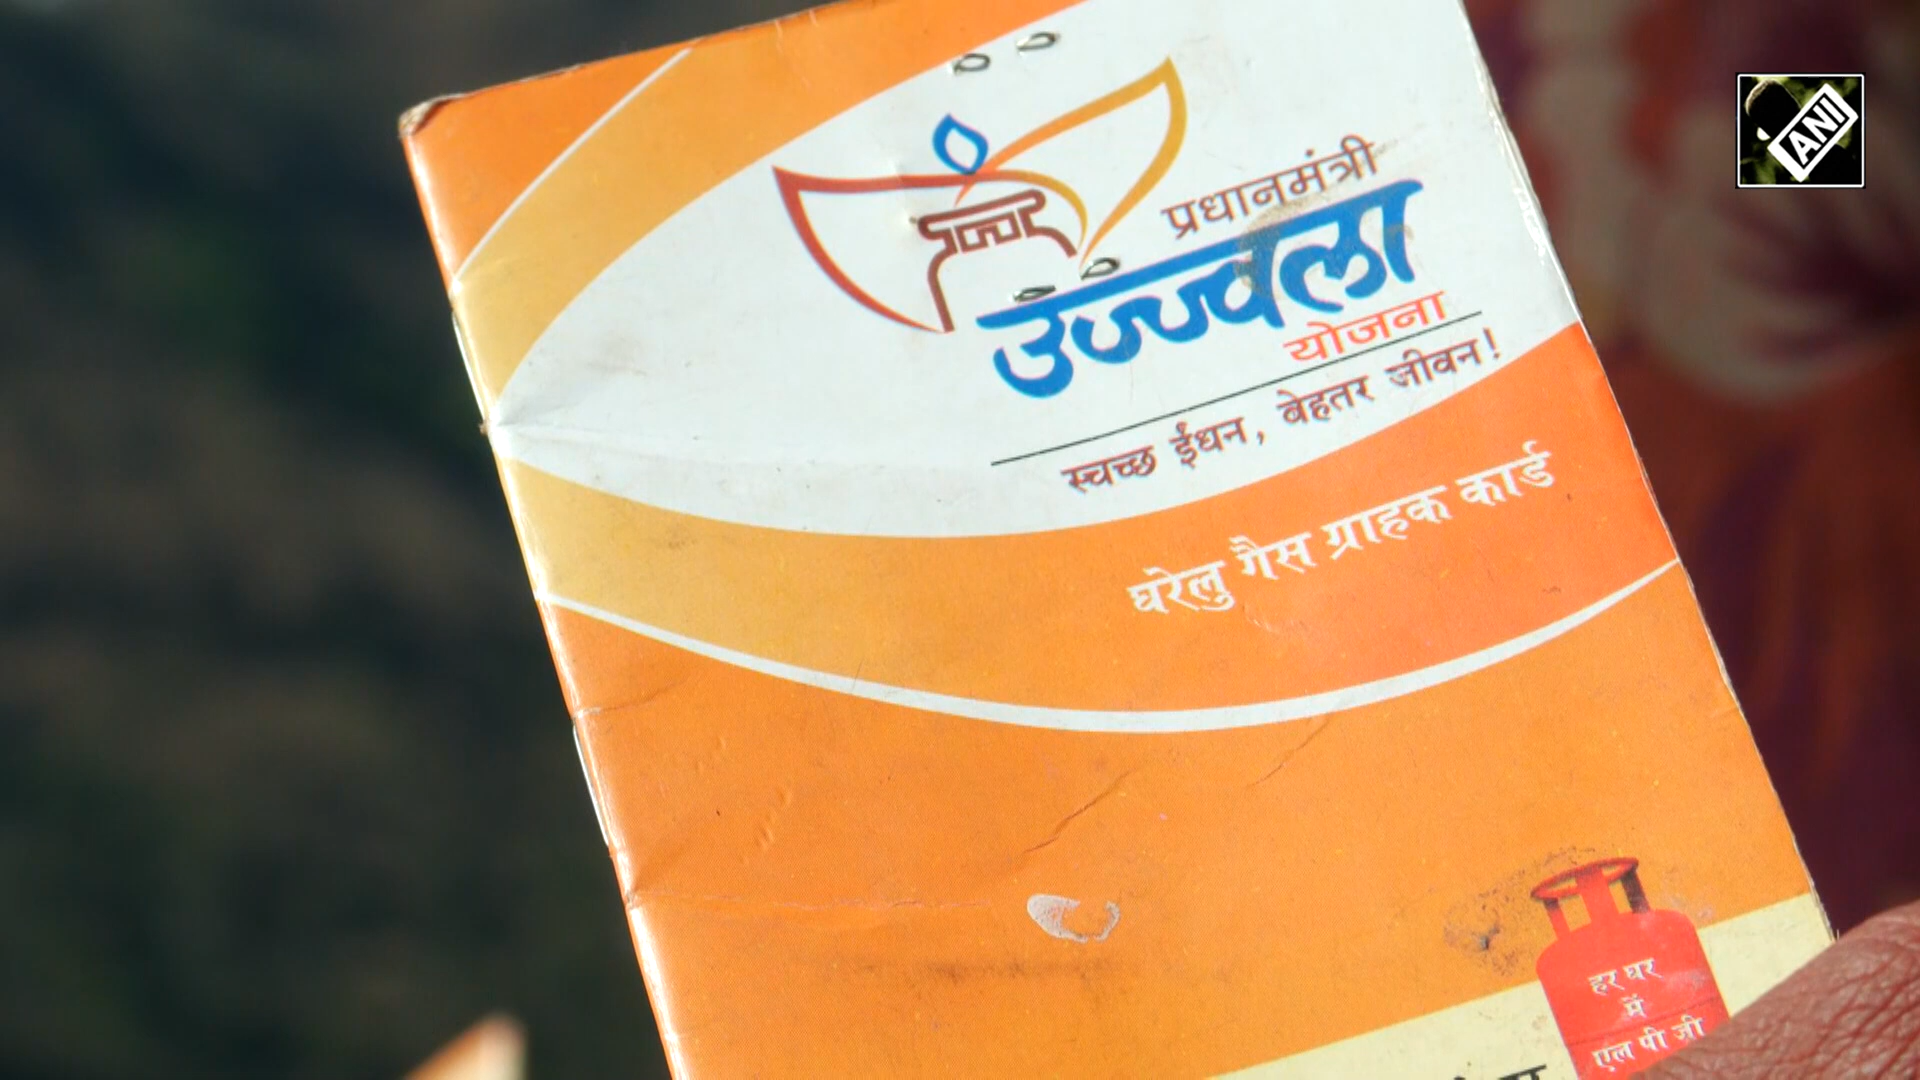 ANI
प्रधानमंत्री
उज्ज्वला
योजना
स्वच्छ ईंधन, बेहतर जीवन!
घरेलु गैस ग्राहक कार्ड
हर घर
में
एल पी जी